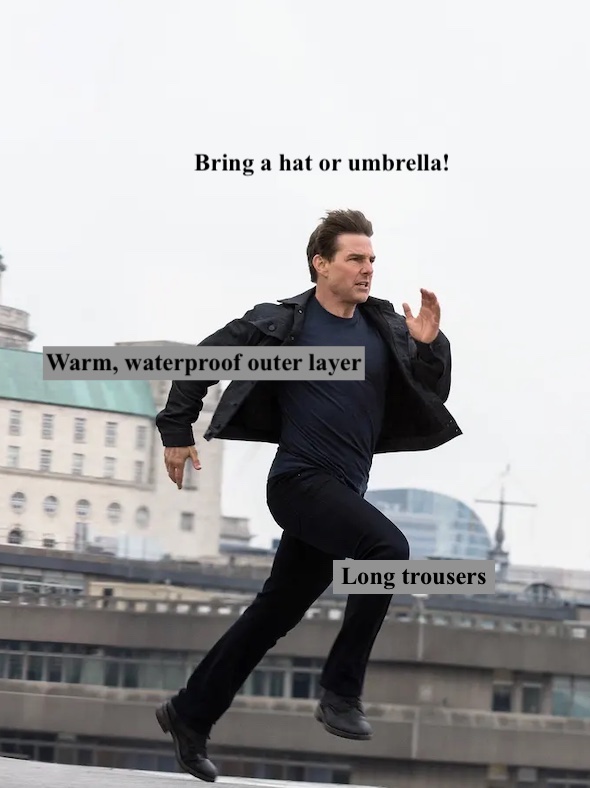 Bring a hat or umbrella!
Warm, waterproof outer layer
Long trousers